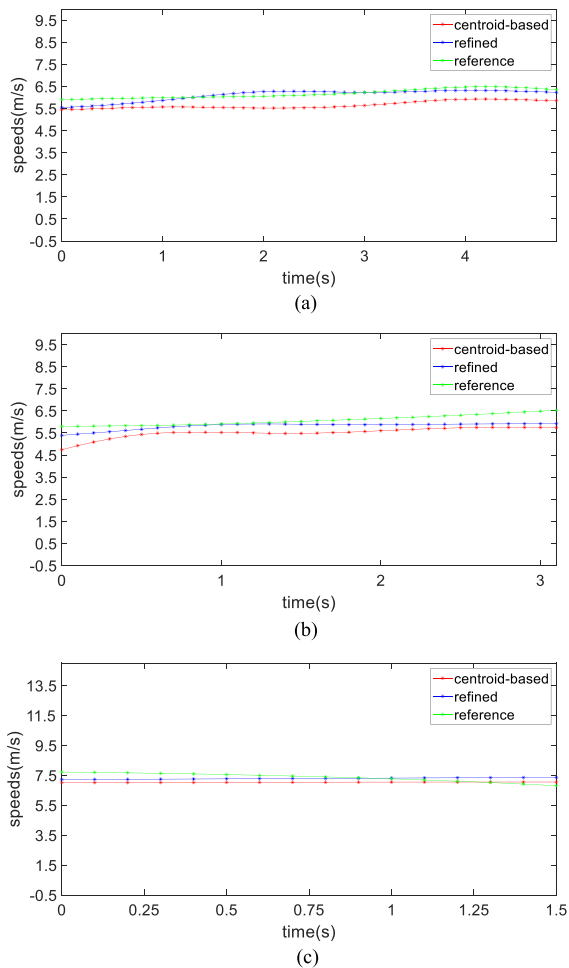 9.5
8.5
7.5
6.5
5.5
4.5
3.5
2.5
1.5
0.5
-0.5
speeds(m/s)
centroid-based
refined
reference
0 1 2 3 4
time(s)
(a)
9.5
8.5
7.5
6.5
5.5
4.5
3.5
2.5
1.5
0.5
-0.5
speeds(m/s)
centroid-based
refined
reference
0 1 2 3
time(s)
(b)
13.5
11.5
9.5
7.5
5.5
3.5
1.5
-0.5
speeds(m/s)
centroid-based
refined
reference
0 0.25 0.5 0.75 1 1.25 1.5
time(s)
(c)